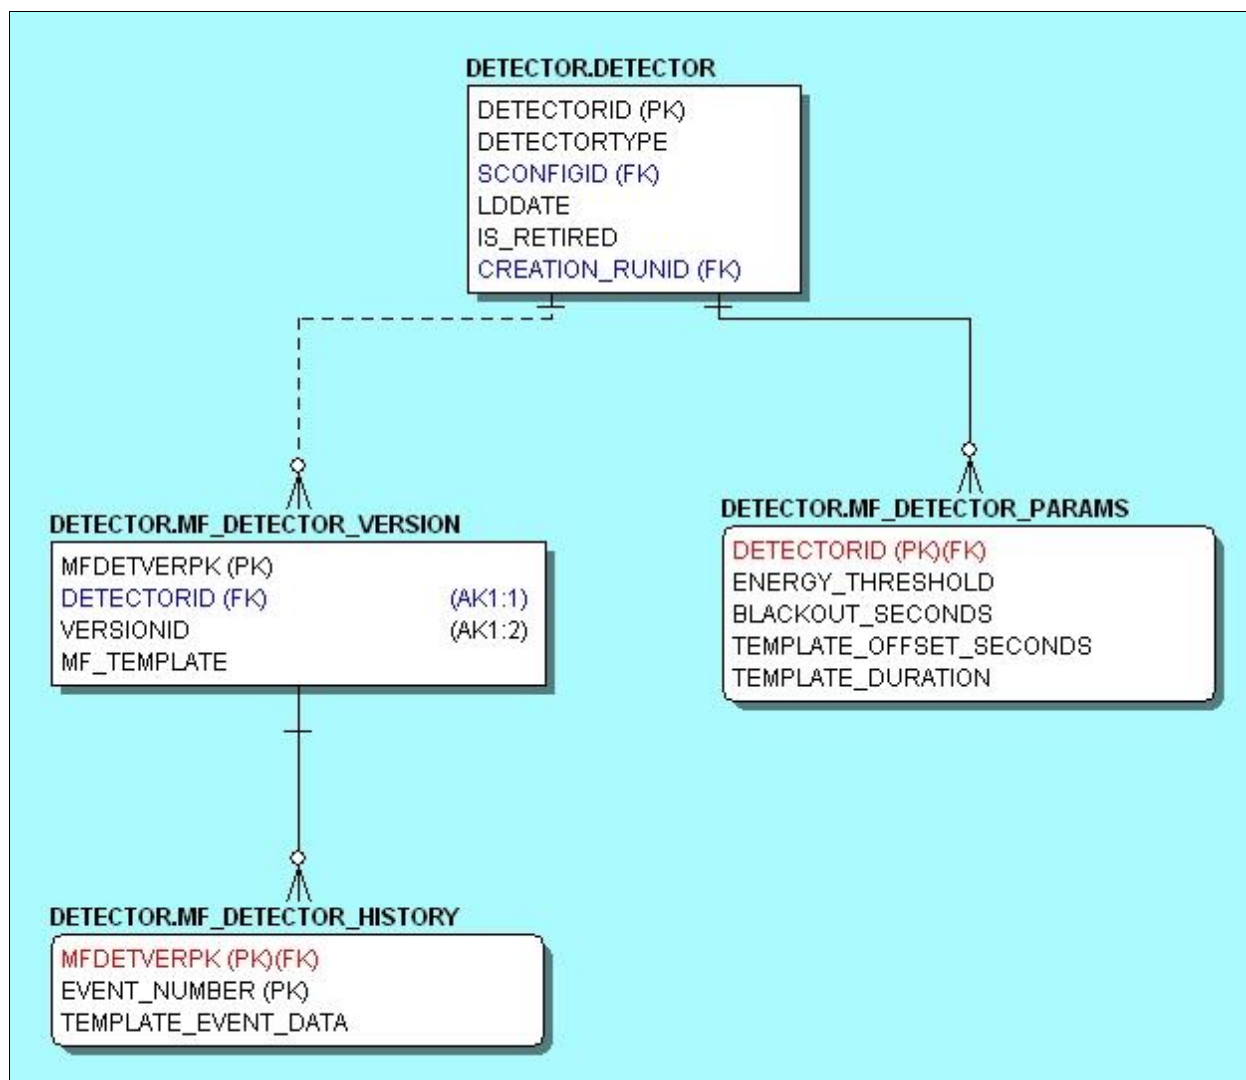 DETECTOR.DETECTOR
DETECTORID (PK)
DETECTORTYPE
SCONFIGID (FK)
LDDATE
IS_RETIRED
CREATION_RUNID (FK)
DETECTOR.MF_DETECTOR_VERSION
MFDETVERPK (PK)
DETECTORID (FK) (AK1:1)
VERSIONID (AK1:2)
MF_TEMPLATE
DETECTOR.MF_DETECTOR_PARAMS
DETECTORID (PK)(FK)
ENERGY_THRESHOLD
BLACKOUT_SECONDS
TEMPLATE_OFFSET_SECONDS
TEMPLATE_DURATION
DETECTOR.MF_DETECTOR_HISTORY
MFDETVERPK (PK)(FK)
EVENT_NUMBER (PK)
TEMPLATE_EVENT_DATA